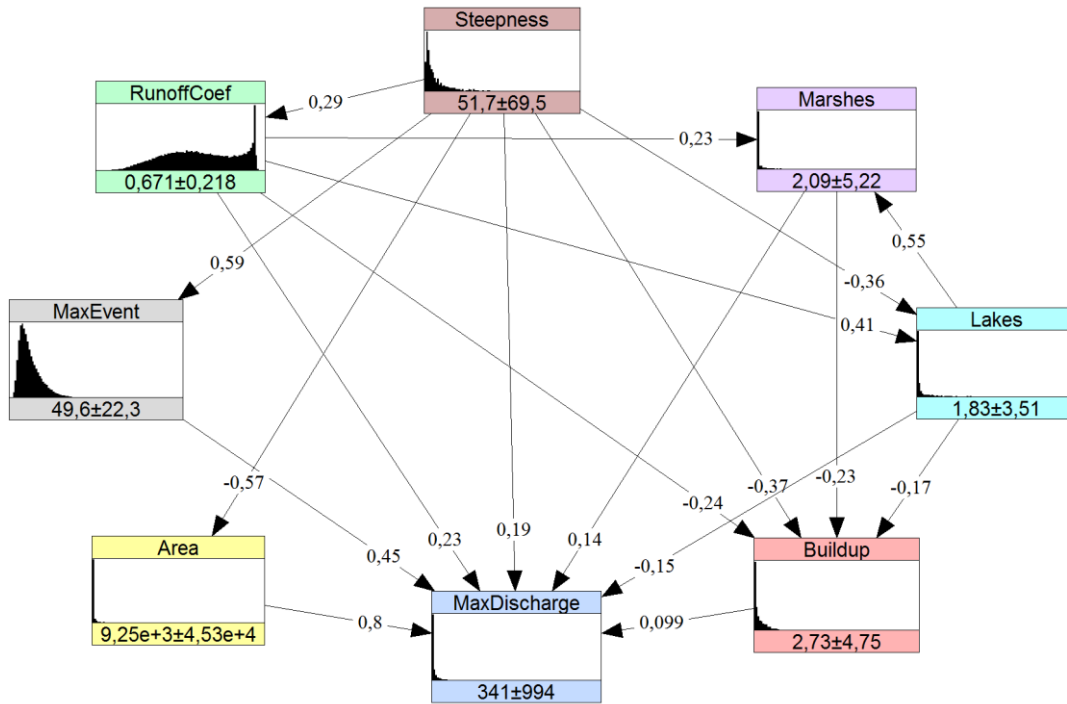 Steepness
51,7±69,5
RunoffCoef
0,671±0,218
0,29
Marshes
2,09±5,22
0,23
0,59
0,55
-0,36
MaxEvent
49,6±22,3
Lakes
1,83±3,51
0,41
-0,57
-0,24
-0,37
-0,23
-0,17
Area
9,25e+3±4,53e+4
0,45
0,23
0,19
0,14
-0,15
Buildup
2,73±4,75
MaxDischarge
341±994
0,8
0,099